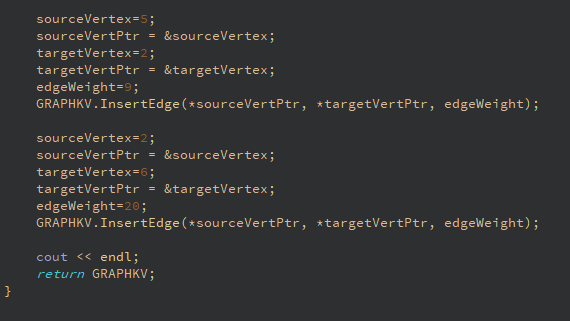 sourceVertex=5;
sourceVertPtr = &sourceVertex;
targetVertex=2;
targetVertPtr = &targetVertex;
edgeWeight=9;
GRAPHKV.InsertEdge(*sourceVertPtr, *targetVertPtr, edgeWeight);
sourceVertex=2;
sourceVertPtr = &sourceVertex;
targetVertex=6;
targetVertPtr = &targetVertex;
edgeWeight=20;
GRAPHKV.InsertEdge(*sourceVertPtr, *targetVertPtr, edgeWeight);
cout << endl;
return GRAPHKV;
}